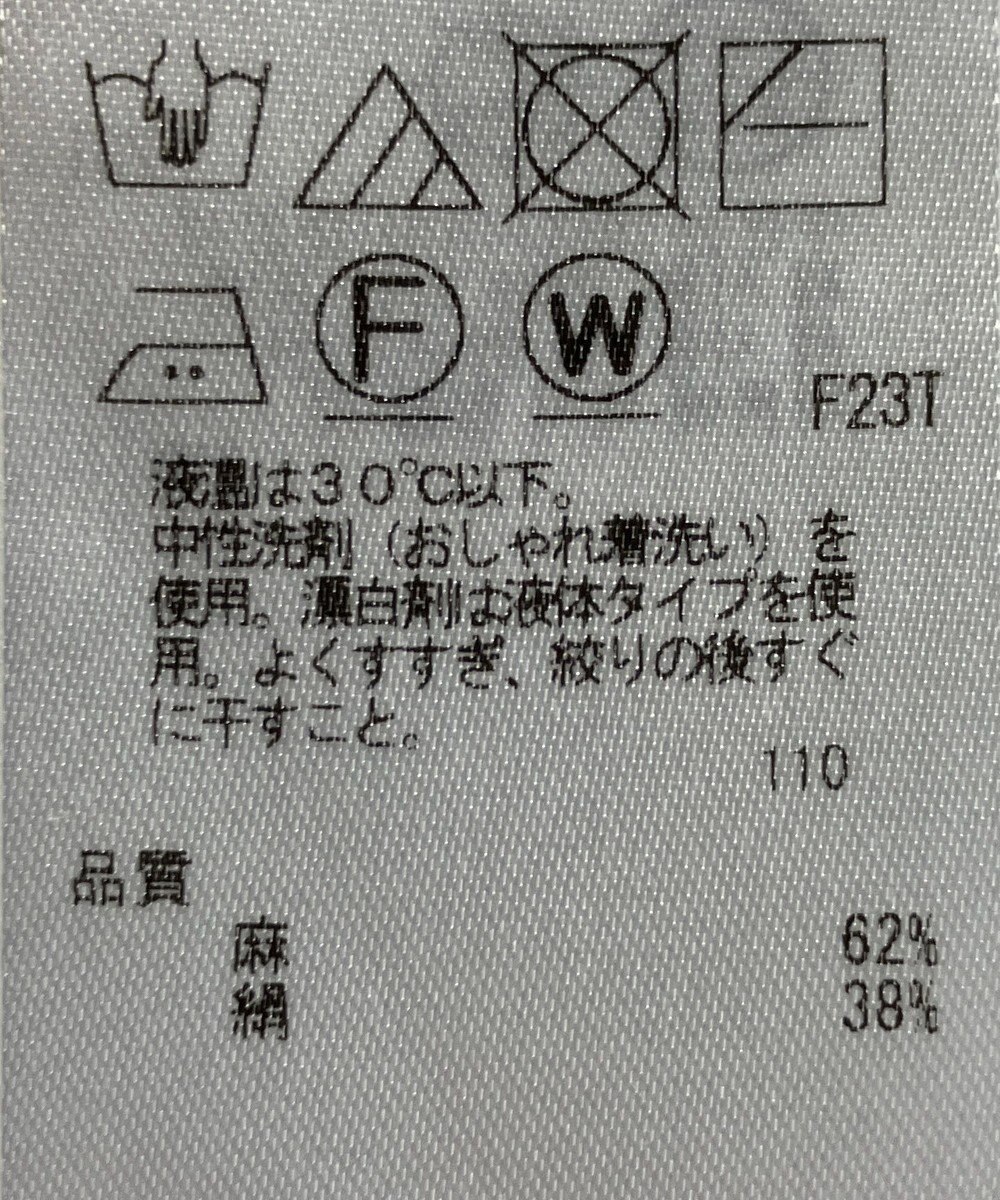 F
W
F23T
液温は30℃以下。
中性洗剤（おしゃれ着洗い）を
使用。漂白剤は液体タイプを使
用。よくすすぎ、絞りの後すぐ
に干すこと。
110
品質
麻 62%
綿 38%